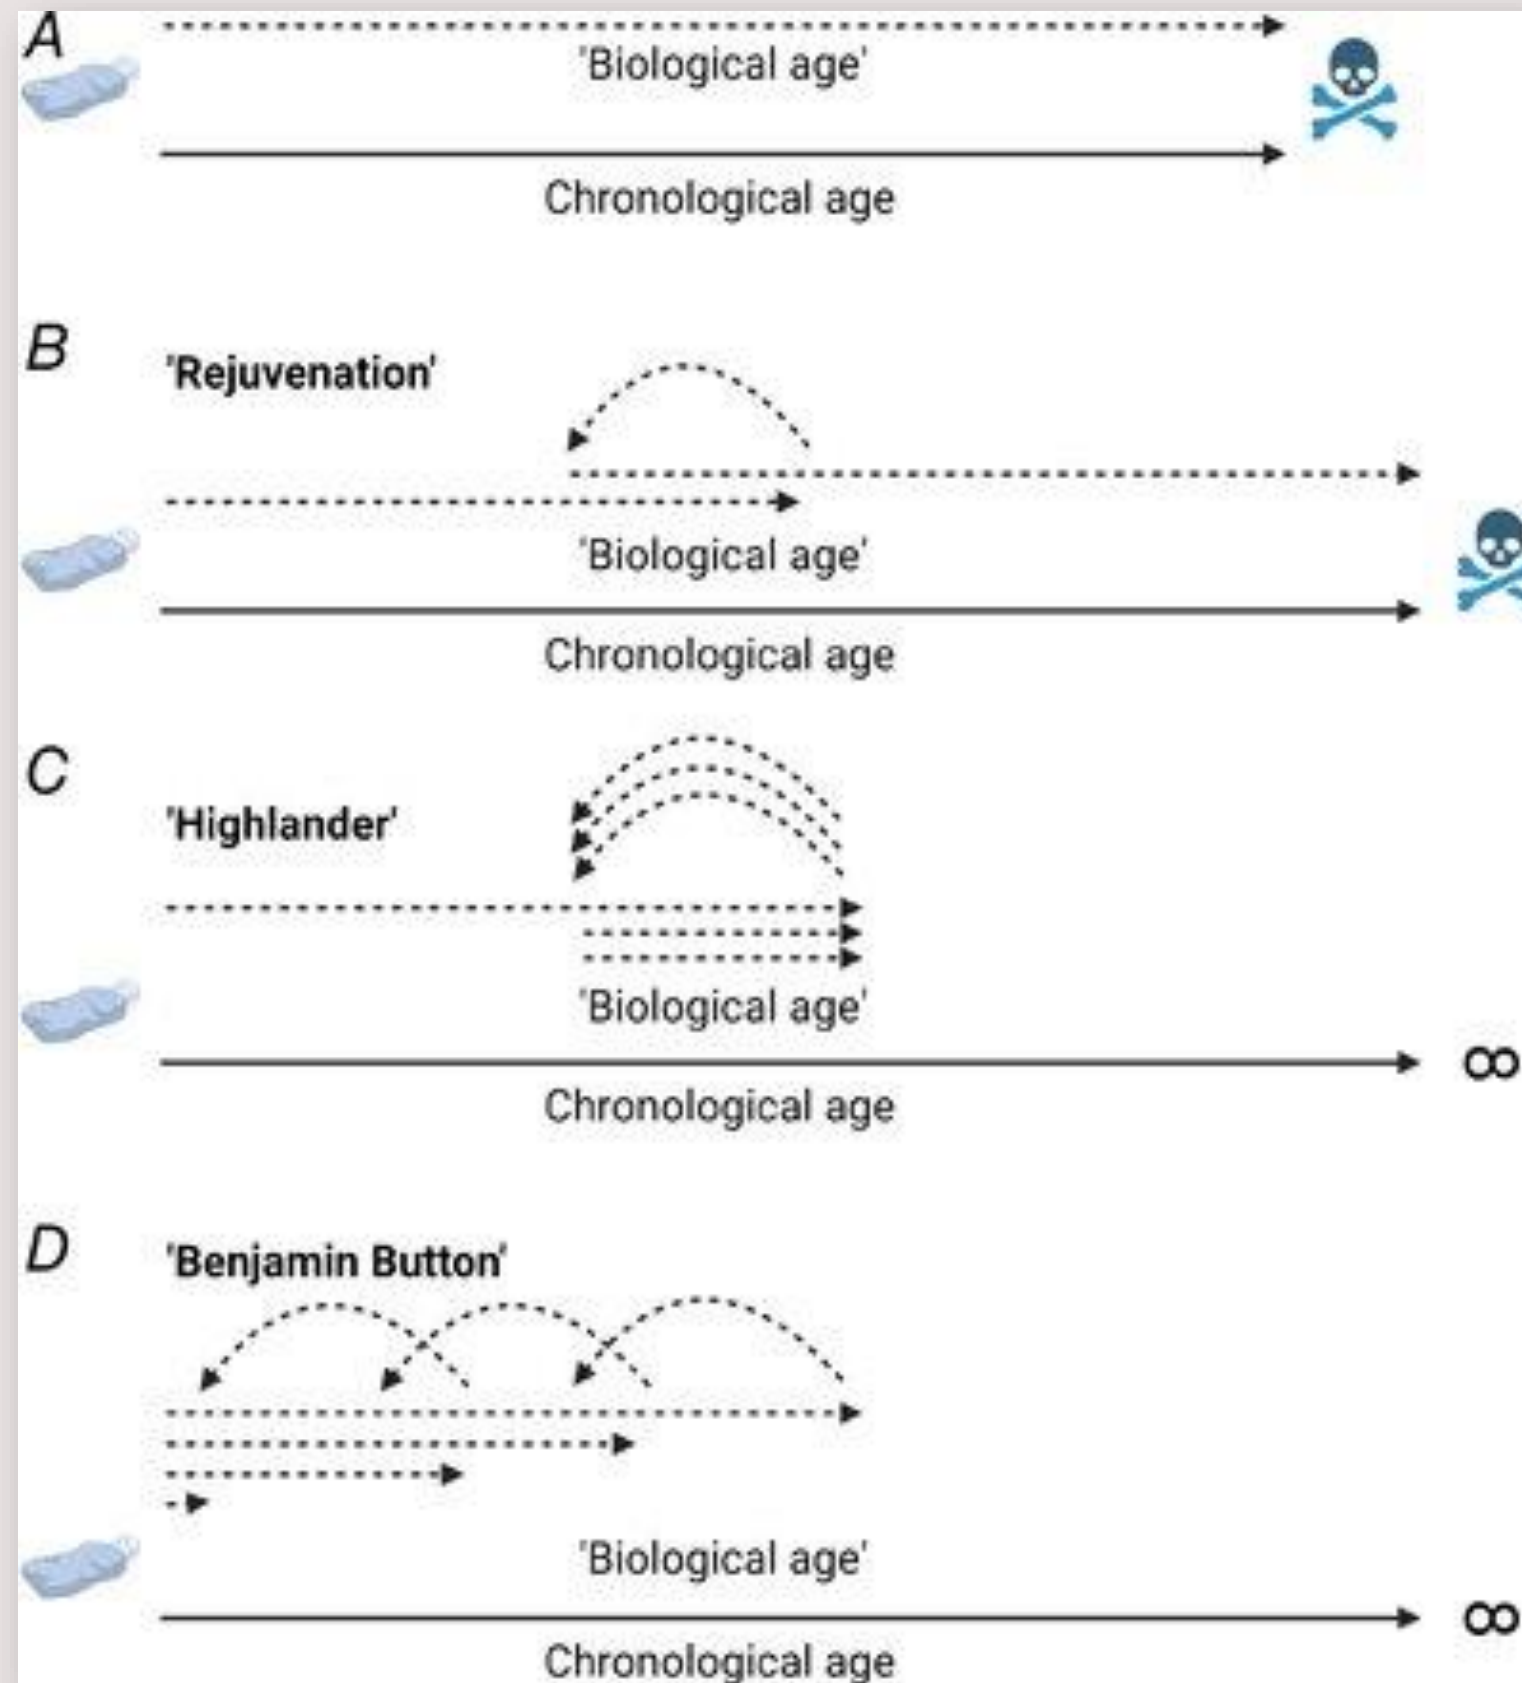 A
'Biological age'
Chronological age
B
'Rejuvenation'
'Biological age'
Chronological age
C
'Highlander'
'Biological age'
∞
Chronological age
D
'Benjamin Button'
'Biological age'
∞
Chronological age